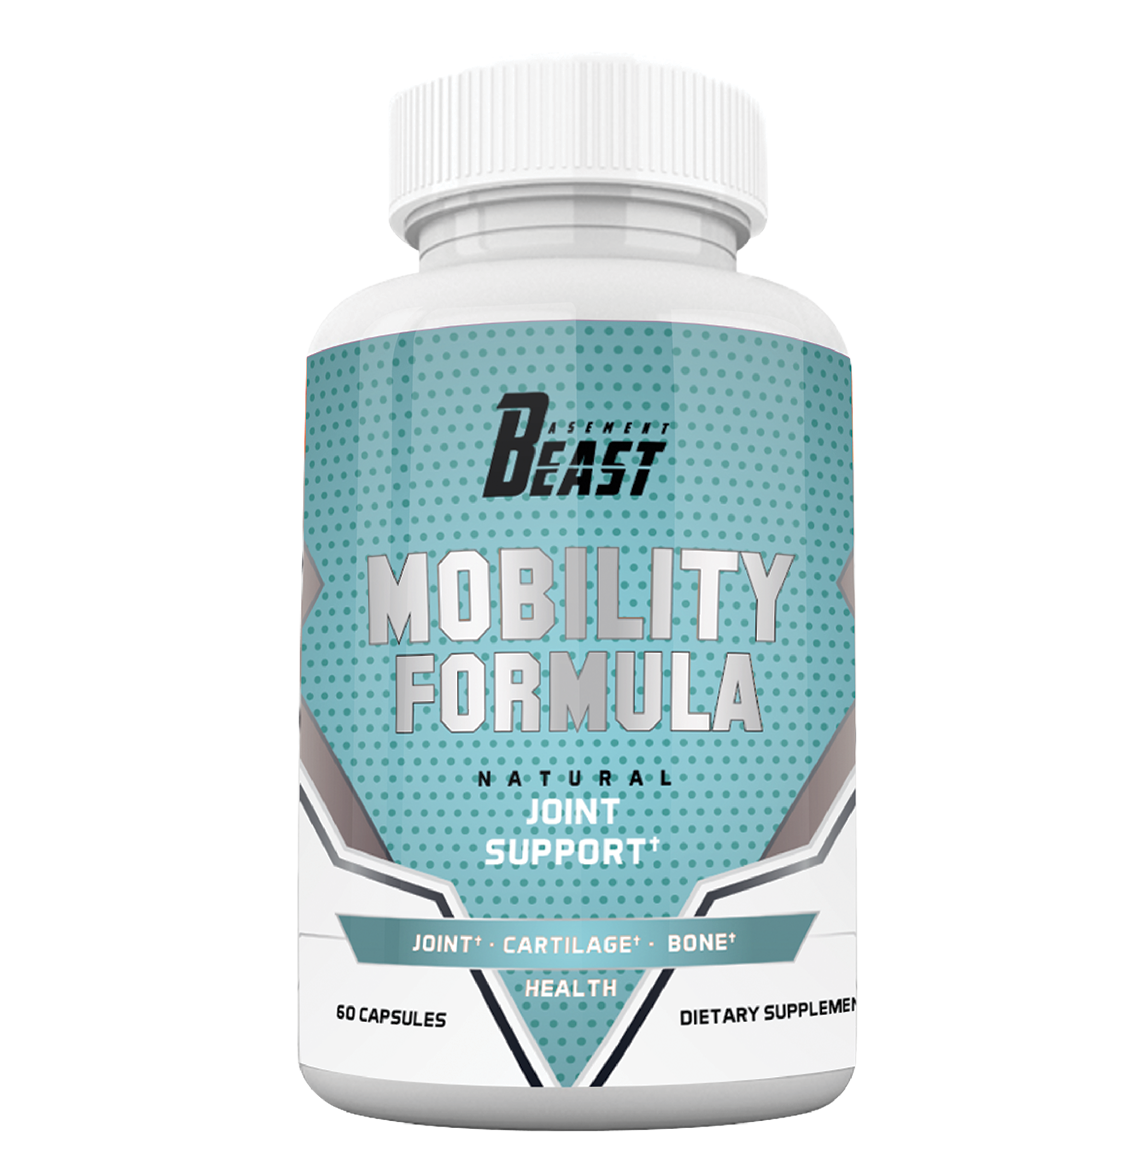 BASEMENT
BEAST
MOBILITY
FORMULA
NATURAL
JOINT
SUPPORT†
JOINT† · CARTILAGE† · BONE†
HEALTH
60 CAPSULES
DIETARY SUPPLEMEN